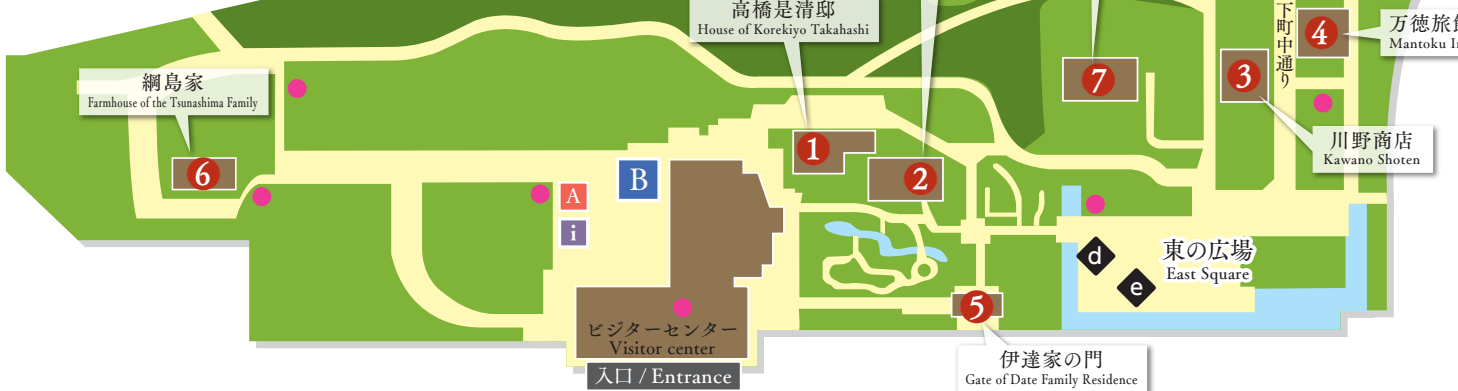 高橋是清邸
House of Korekiyo Takahashi
下町中通り
4
万徳旅
Mantoku
綱島家
Farmhouse of the Tsunashima Family
7
3
川野商店
Kawano Shoten
1
6
B
2
A
i
d
e
東の広場
East Square
5
ビジターセンター
Visitor center
入口 / Entrance
伊達家の門
Gate of Date Family Residence